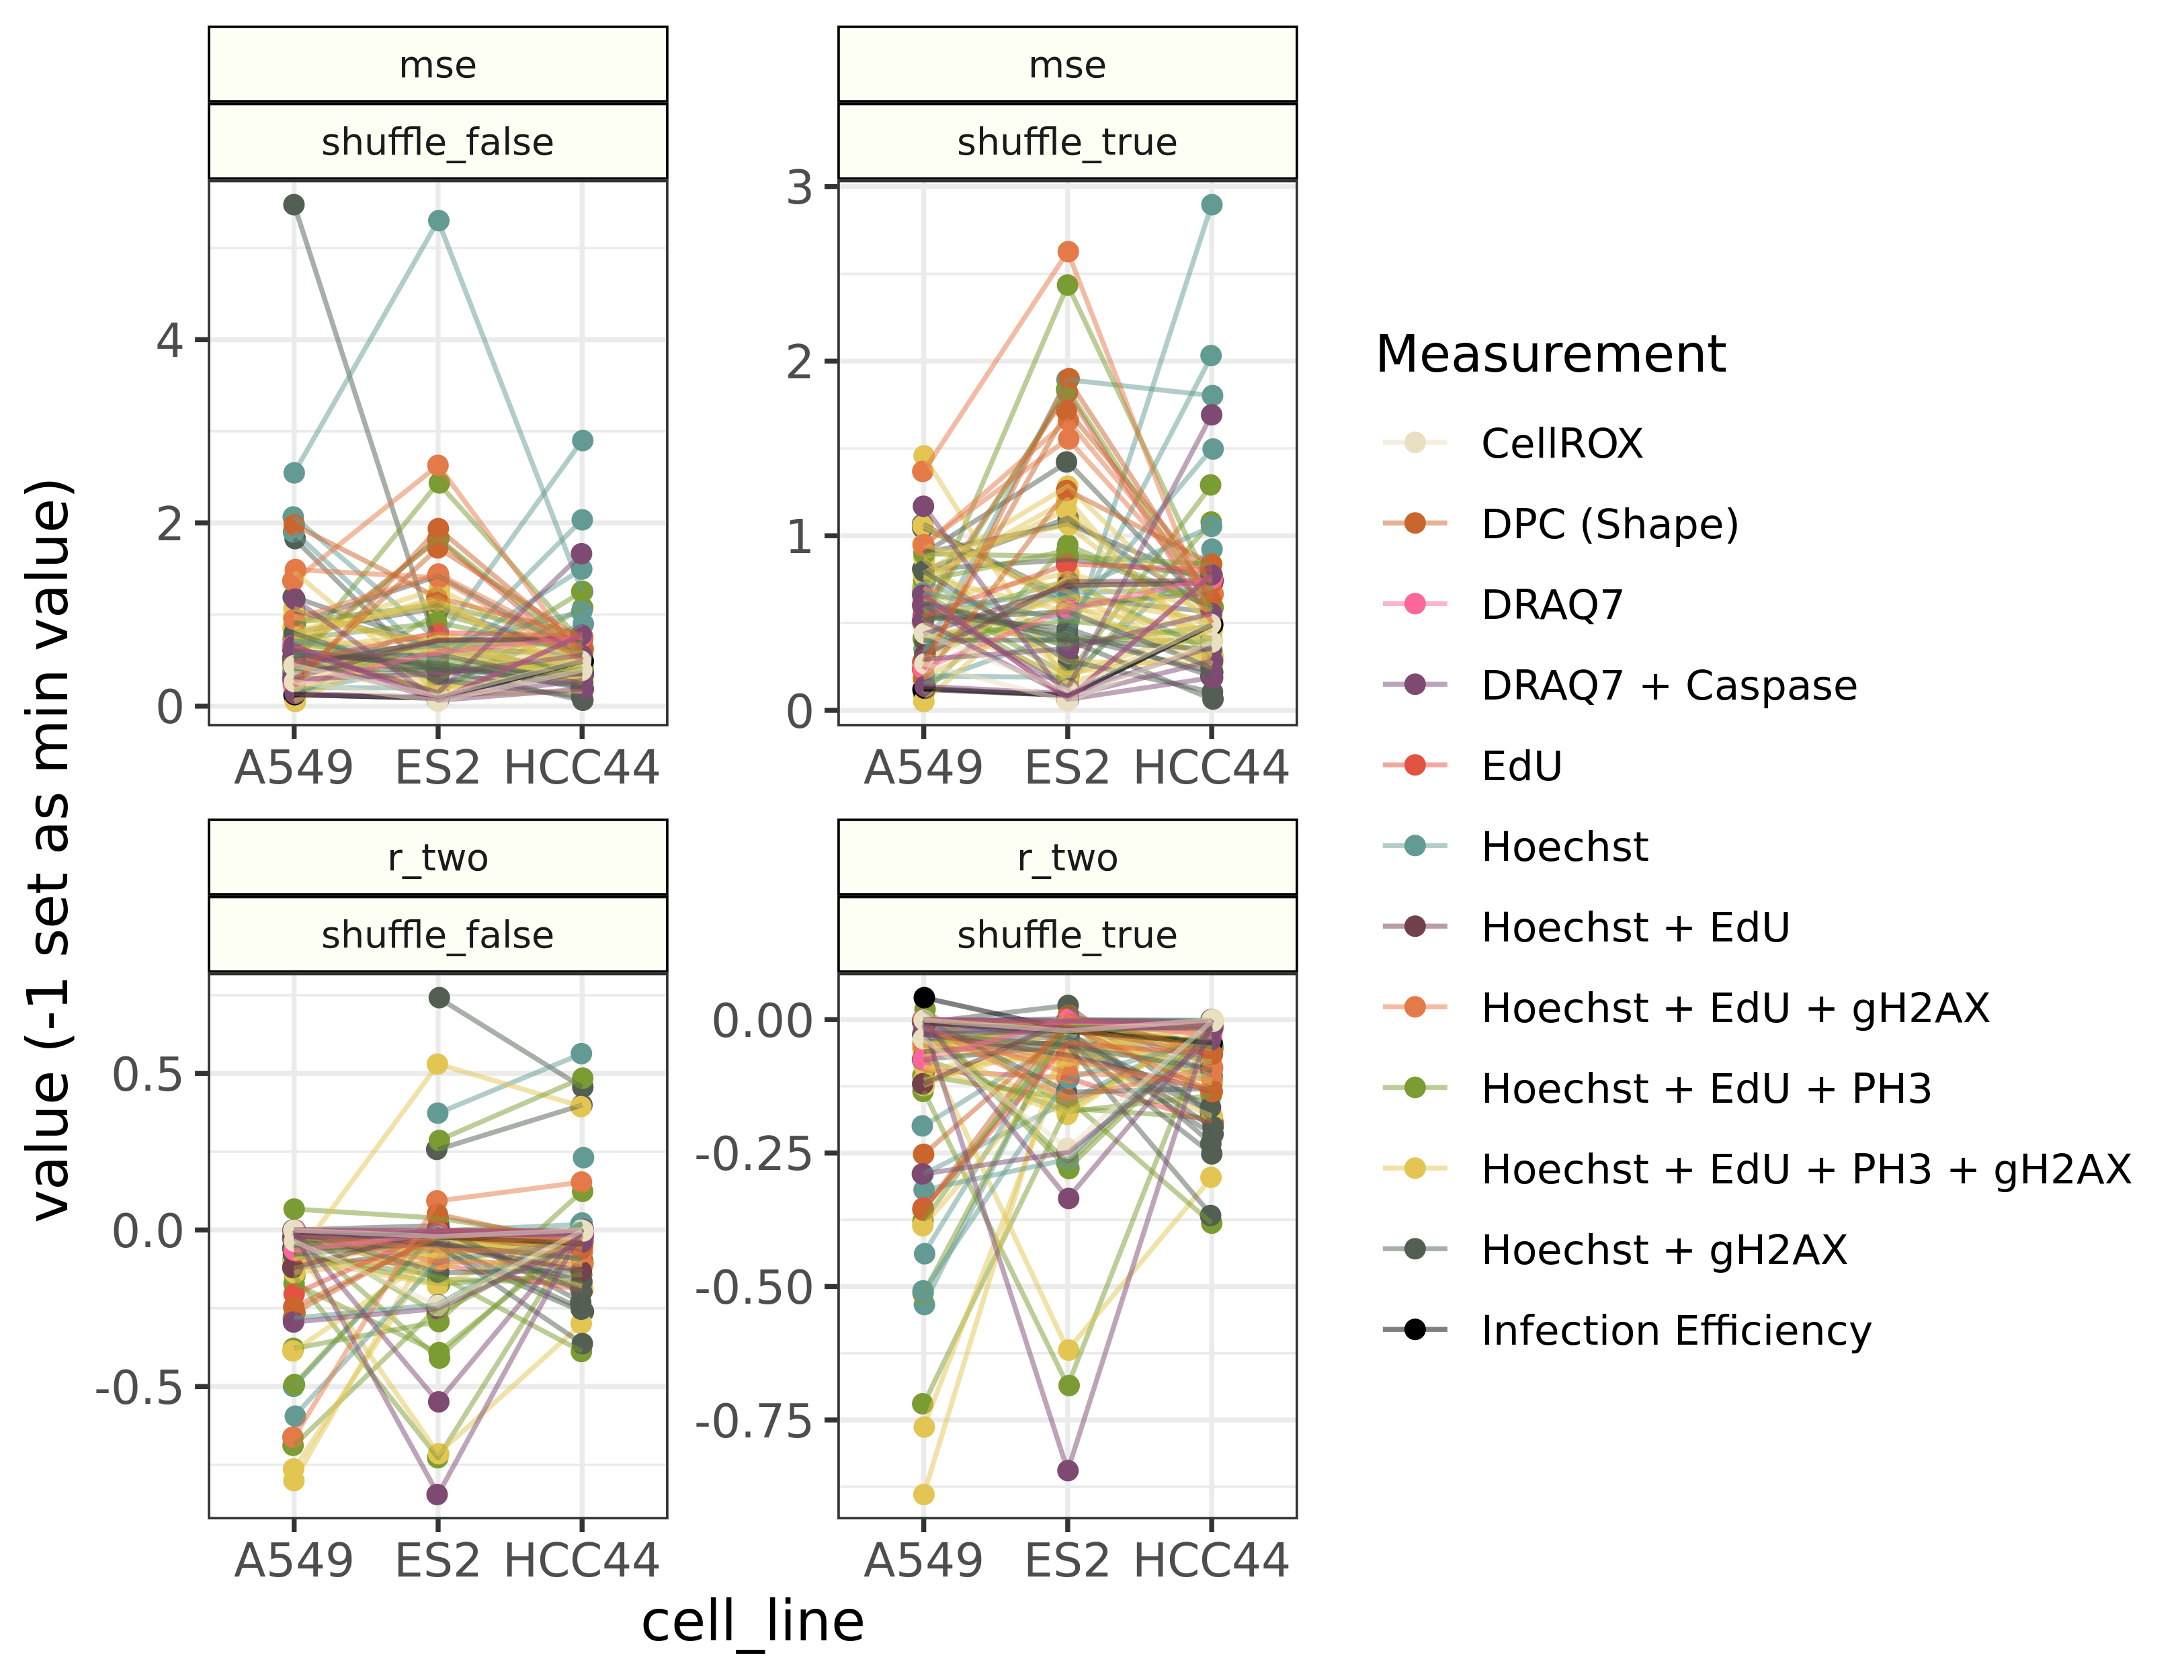 mse
shuffle_false
mse
shuffle_true
4
2
0
3
2
1
0
A549 ES2 HCC44
A549 ES2 HCC44
r_two
shuffle_false
r_two
shuffle_true
0.5
0.0
-0.5
0.00
-0.25
-0.50
-0.75
A549 ES2 HCC44
A549 ES2 HCC44
cell_line
value (-1 set as min value)
Measurement
CellROX
DPC (Shape)
DRAQ7
DRAQ7 + Caspase
EdU
Hoechst
Hoechst + EdU
Hoechst + EdU + gH2AX
Hoechst + EdU + PH3
Hoechst + EdU + PH3 + gH2AX
Hoechst + gH2AX
Infection Efficiency